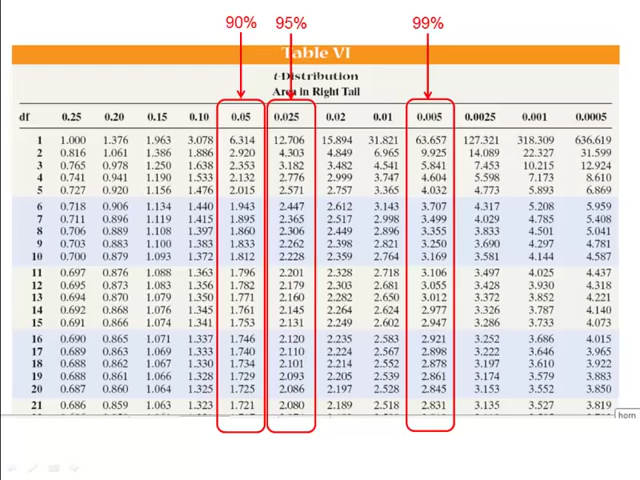 90% 95% 99%
Table VI
t-Distribution
Area in Right Tail
df 0.25 0.20 0.15 0.10 0.05 0.025 0.02 0.01 0.005 0.0025 0.001 0.0005
1 1.000 1.376 1.963 3.078 6.314 12.706 15.894 31.821 63.657 127.321 318.309 636.619
2 0.816 1.061 1.386 1.886 2.920 4.303 4.849 6.965 9.925 14.089 22.327 31.599
3 0.765 0.978 1.250 1.638 2.353 3.182 3.482 4.541 5.841 7.453 10.215 12.924
4 0.741 0.941 1.190 1.533 2.132 2.776 2.999 3.747 4.604 5.598 7.173 8.610
5 0.727 0.920 1.156 1.476 2.015 2.571 2.757 3.365 4.032 4.773 5.893 6.869
6 0.718 0.906 1.134 1.440 1.943 2.447 2.612 3.143 3.707 4.317 5.208 5.959
7 0.711 0.896 1.119 1.415 1.895 2.365 2.517 2.998 3.499 4.029 4.785 5.408
8 0.706 0.889 1.108 1.397 1.860 2.306 2.449 2.896 3.355 3.833 4.501 5.041
9 0.703 0.883 1.100 1.383 1.833 2.262 2.398 2.821 3.250 3.690 4.297 4.781
10 0.700 0.879 1.093 1.372 1.812 2.228 2.359 2.764 3.169 3.581 4.144 4.587
11 0.697 0.876 1.088 1.363 1.796 2.201 2.328 2.718 3.106 3.497 4.025 4.437
12 0.695 0.873 1.083 1.356 1.782 2.179 2.303 2.681 3.055 3.428 3.930 4.318
13 0.694 0.870 1.079 1.350 1.771 2.160 2.282 2.650 3.012 3.372 3.852 4.221
14 0.692 0.868 1.076 1.345 1.761 2.145 2.264 2.624 2.977 3.326 3.787 4.140
15 0.691 0.866 1.074 1.341 1.753 2.131 2.249 2.602 2.947 3.286 3.733 4.073
16 0.690 0.865 1.071 1.337 1.746 2.120 2.235 2.583 2.921 3.252 3.686 4.015
17 0.689 0.863 1.069 1.333 1.740 2.110 2.224 2.567 2.898 3.222 3.646 3.965
18 0.688 0.862 1.067 1.330 1.734 2.101 2.214 2.552 2.878 3.197 3.610 3.922
19 0.688 0.861 1.066 1.328 1.729 2.093 2.205 2.539 2.861 3.174 3.579 3.883
20 0.687 0.860 1.064 1.325 1.725 2.086 2.197 2.528 2.845 3.153 3.552 3.850
21 0.686 0.859 1.063 1.323 1.721 2.080 2.189 2.518 2.831 3.135 3.527 3.819
horn